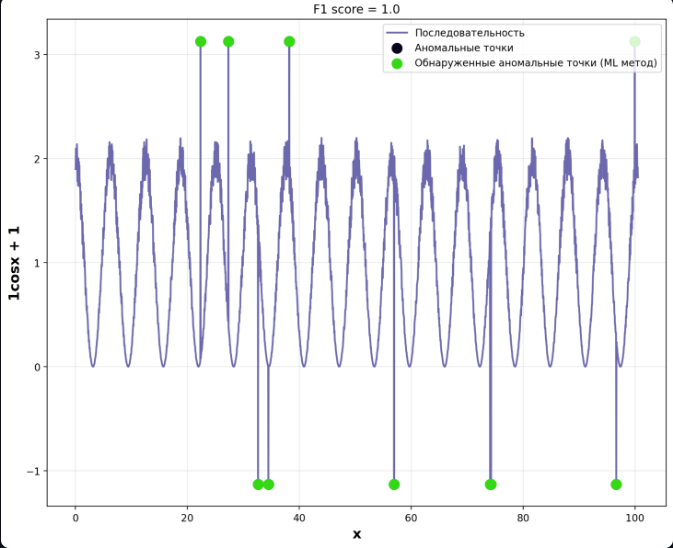 F1 score = 1.0
Последовательность
Аномальные точки
Обнаруженные аномальные точки (ML метод)
3
2
1
0
−1
1cosx + 1
0
20
40
60
80
100
x